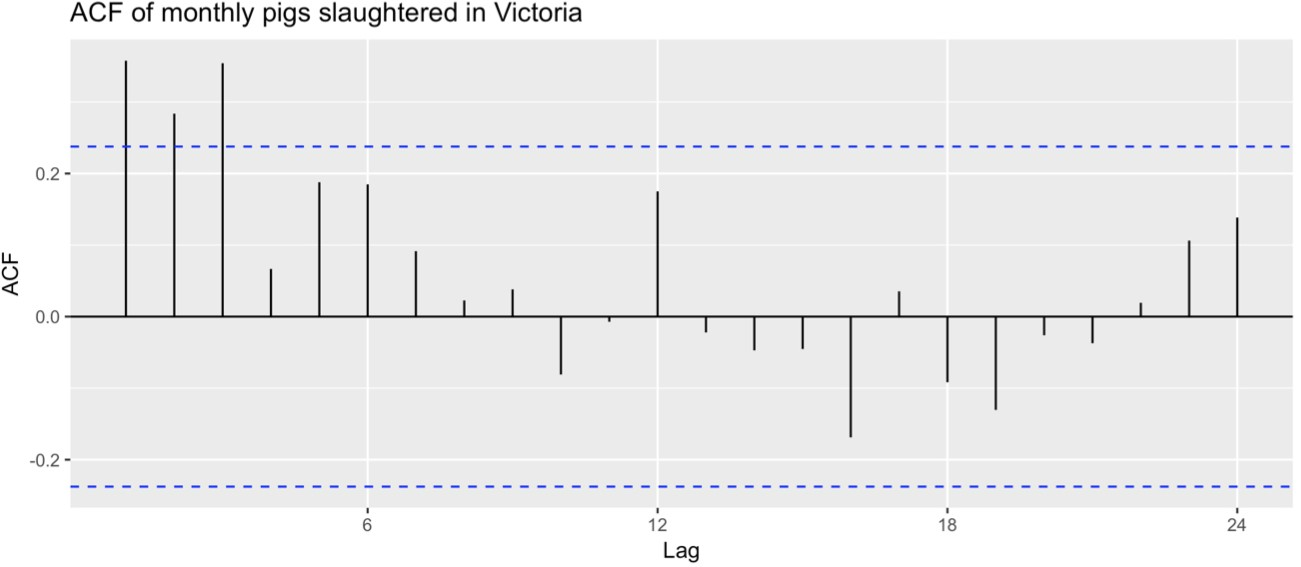 ACF of monthly pigs slaughtered in Victoria
ACF
0.2
0.0
-0.2
6 12 18 24
Lag